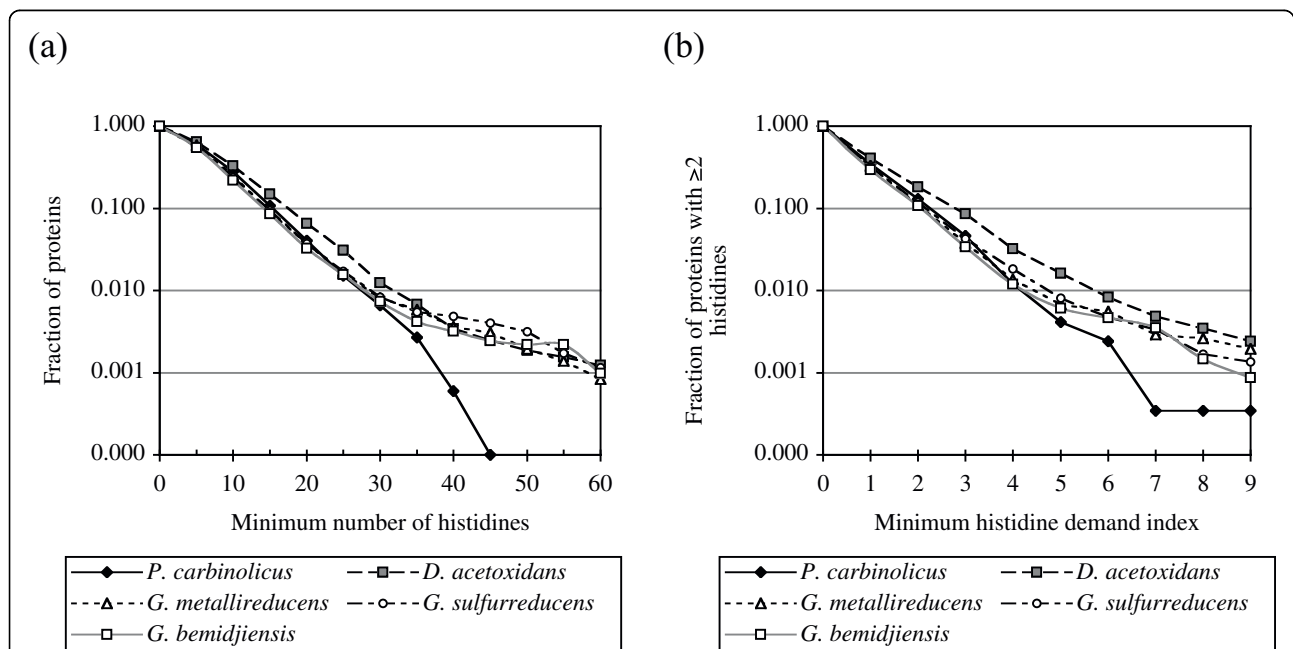 (a)
1.000
0.100
0.010
0.001
0.000
Fraction of proteins
0 10 20 30 40 50 60
Minimum number of histidines
P. carbinolicus D. acetoxidans
G. metallireducens G. sulfurreducens
G. bemidjiensis
(b)
1.000
0.100
0.010
0.001
0.000
Fraction of proteins with ≥2
histidines
0 1 2 3 4 5 6 7 8 9
Minimum histidine demand index
P. carbinolicus D. acetoxidans
G. metallireducens G. sulfurreducens
G. bemidjiensis